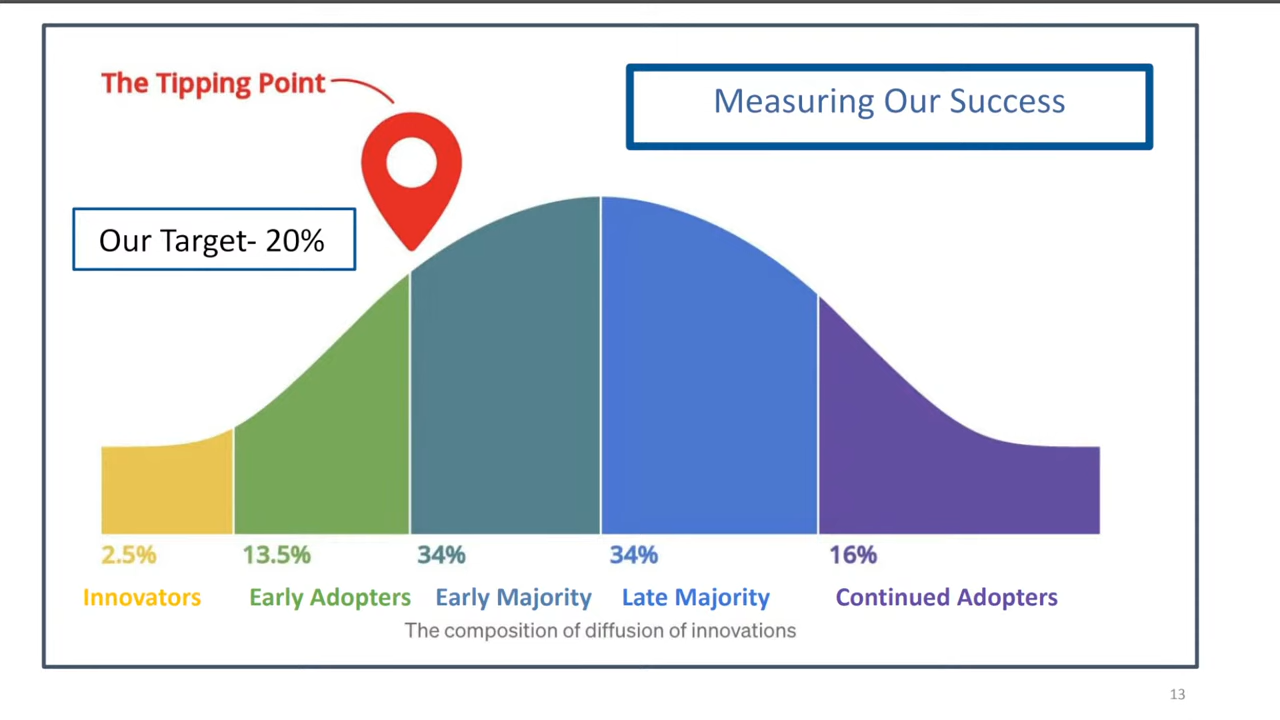 The Tipping Point
Measuring Our Success
Our Target- 20%
2.5%
13.5%
34%
34%
16%
Innovators
Early Adopters
Early Majority
Late Majority
Continued Adopters
The composition of diffusion of innovations
13